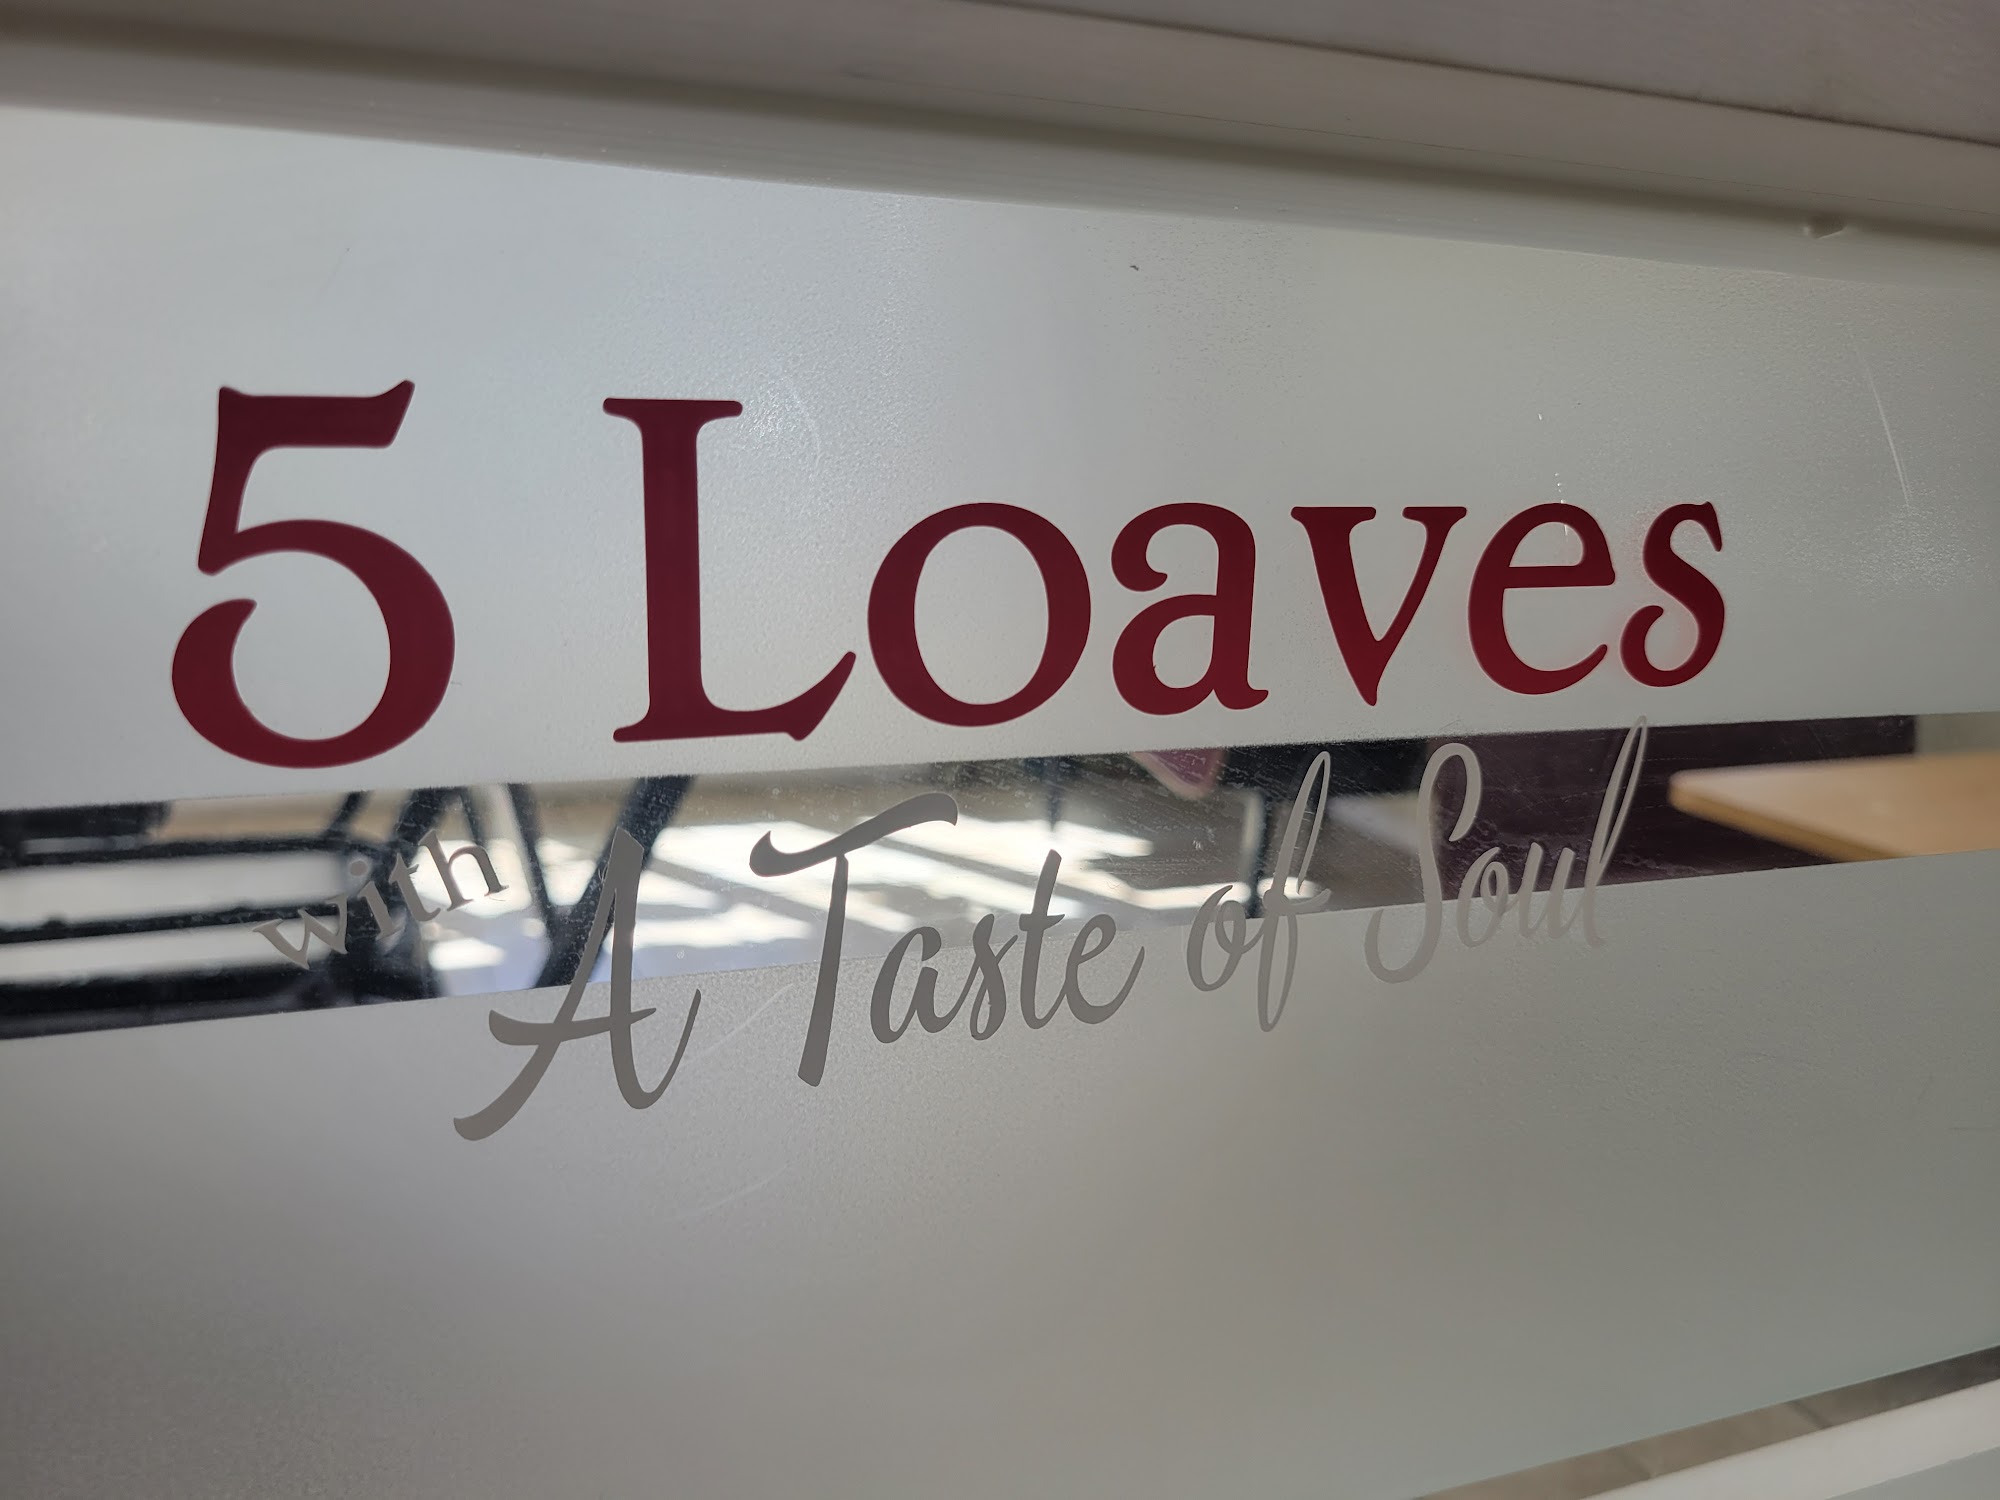 5 Loaves
with A Taste of Soul